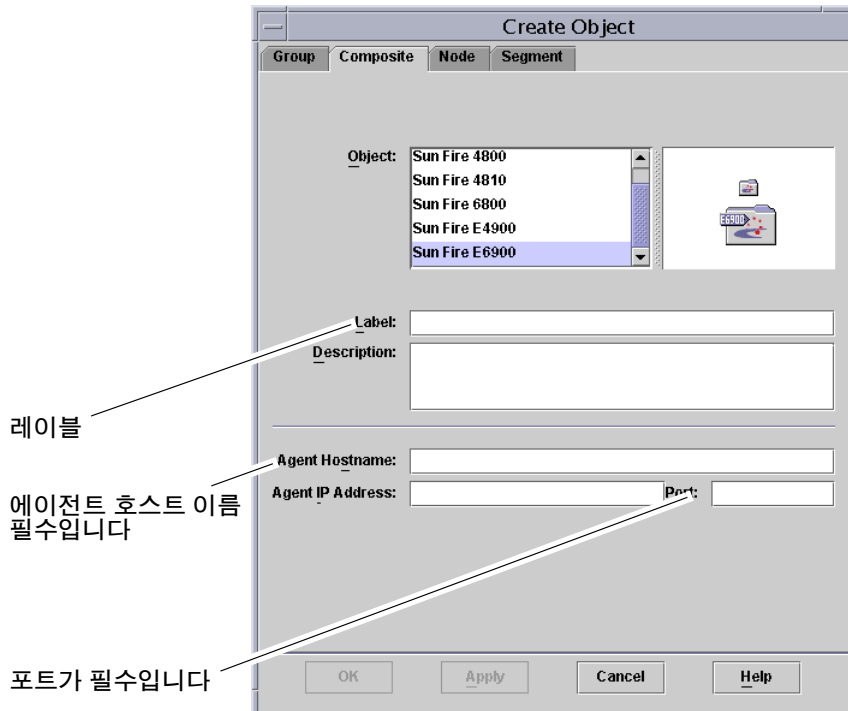 Create Object
Group Composite Node Segment
Object:
Sun Fire 4800
Sun Fire 4810
Sun Fire 6800
Sun Fire E4900
Sun Fire E6900
E6900
Label:
Description:
레이블
Agent Hostname:
에이전트 호스트 이름
필수입니다
Agent IP Address: Port:
포트가 필수입니다
OK Apply Cancel Help